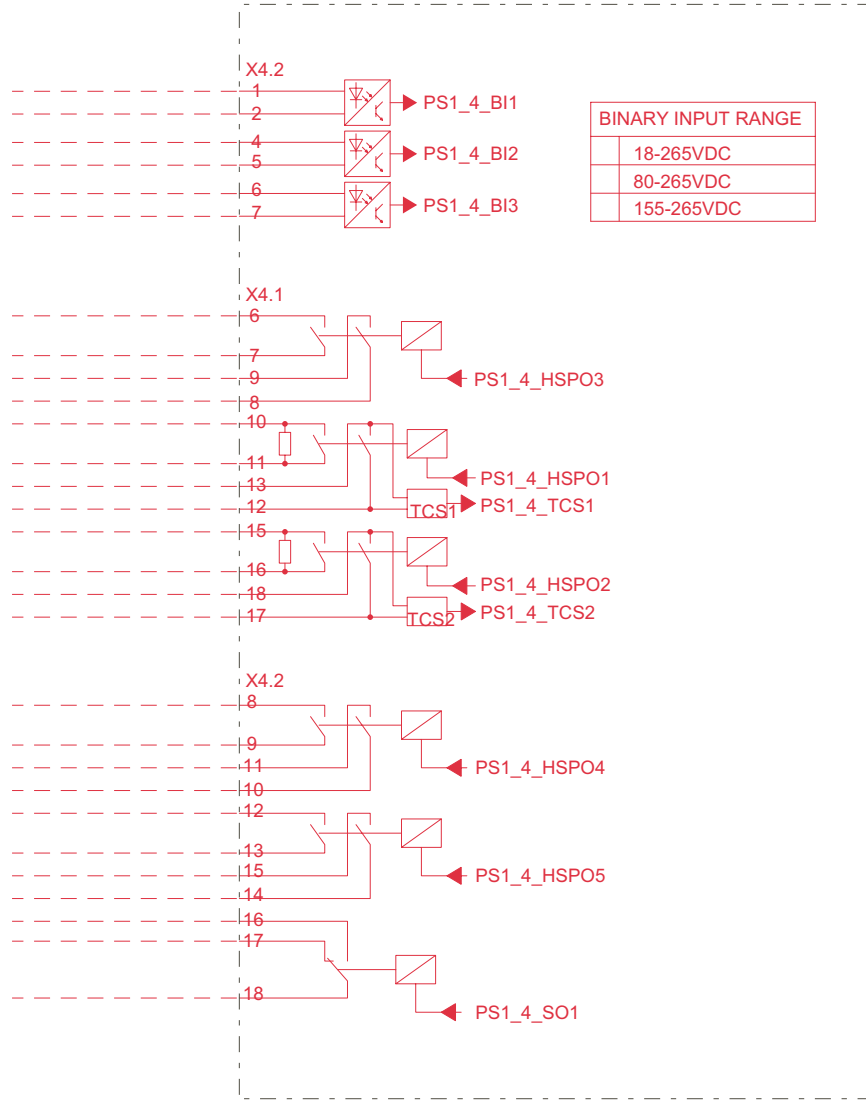 X4.2
1
2
PS1_4_BI1
4
5
PS1_4_BI2
6
7
PS1_4_BI3
BINARY INPUT RANGE
18-265VDC
80-265VDC
155-265VDC
X4.1
6
7
9
8
PS1_4_HSPO3
10
11
13
12
PS1_4_HSPO1
TCS1
PS1_4_TCS1
15
16
18
17
PS1_4_HSPO2
TCS2
PS1_4_TCS2
X4.2
8
9
11
10
PS1_4_HSPO4
12
13
15
14
PS1_4_HSPO5
16
17
18
PS1_4_SO1